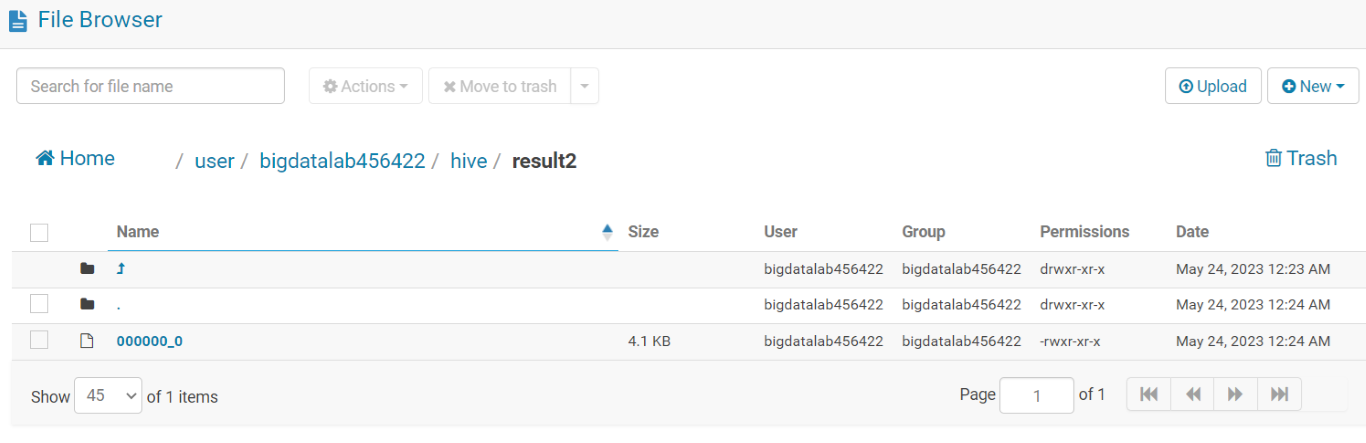 File Browser
Search for file name Actions Move to trash Upload New
Home / user / bigdatalab456422 / hive / result2 Trash
Name Size User Group Permissions Date
bigdatalab456422 bigdatalab456422 drwxr-xr-x May 24, 2023 12:23 AM
. bigdatalab456422 bigdatalab456422 drwxr-xr-x May 24, 2023 12:24 AM
000000_0 4.1 KB bigdatalab456422 bigdatalab456422 -rwxr-xr-x May 24, 2023 12:24 AM
Show 45 of 1 items Page 1 of 1